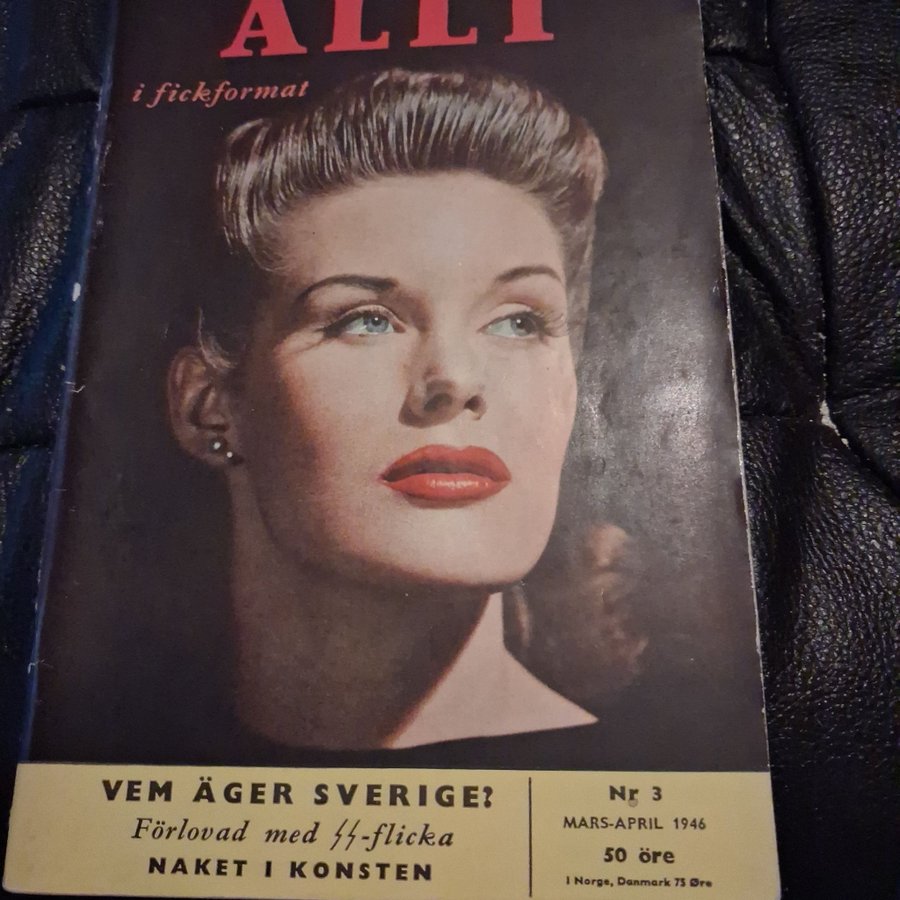 ALLT
i fickformat
VEM ÄGER SVERIGE?
Förlovad med SS-flicka
NAKET I KONSTEN
Nr 3
MARS-APRIL 1946
50 öre
I Norge, Danmark 75 Øre